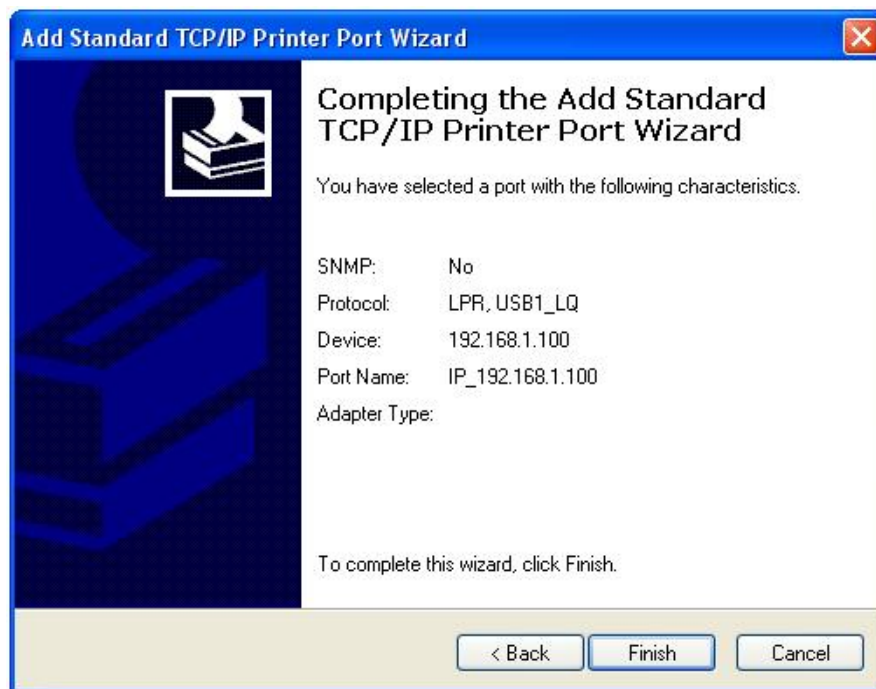 Add Standard TCP/IP Printer Port Wizard
Completing the Add Standard
TCP/IP Printer Port Wizard
You have selected a port with the following characteristics.
SNMP: No
Protocol: LPR, USB1_LQ
Device: 192.168.1.100
Port Name: IP_192.168.1.100
Adapter Type:
To complete this wizard, click Finish.
< Back Finish Cancel